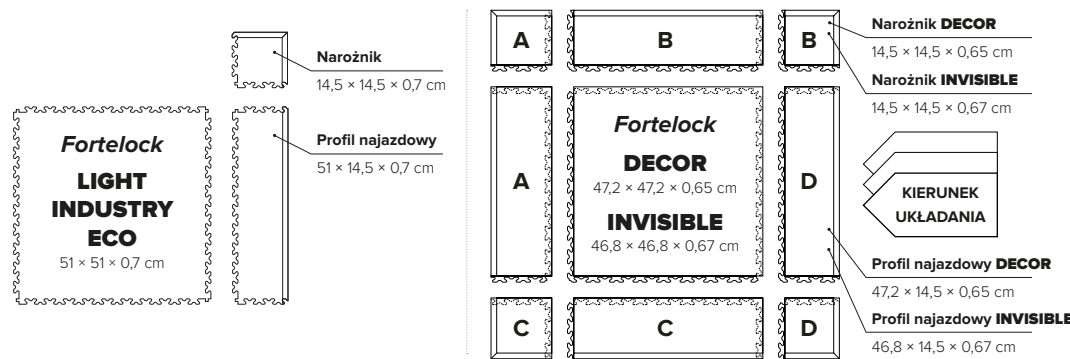 Narożnik
14,5 × 14,5 × 0,7 cm
Fortelock
LIGHT
INDUSTRY
ECO
51 × 51 × 0,7 cm
Profil najazdowy
51 × 14,5 × 0,7 cm
A
B
B
Narożnik DECOR
14,5 × 14,5 × 0,65 cm
Narożnik INVISIBLE
14,5 × 14,5 × 0,67 cm
A
Fortelock
DECOR
47,2 × 47,2 × 0,65 cm
INVISIBLE
46,8 × 46,8 × 0,67 cm
D
KIERUNEK
UKŁADANIA
Profil najazdowy DECOR
47,2 × 14,5 × 0,65 cm
Profil najazdowy INVISIBLE
46,8 × 14,5 × 0,67 cm
C
C
D